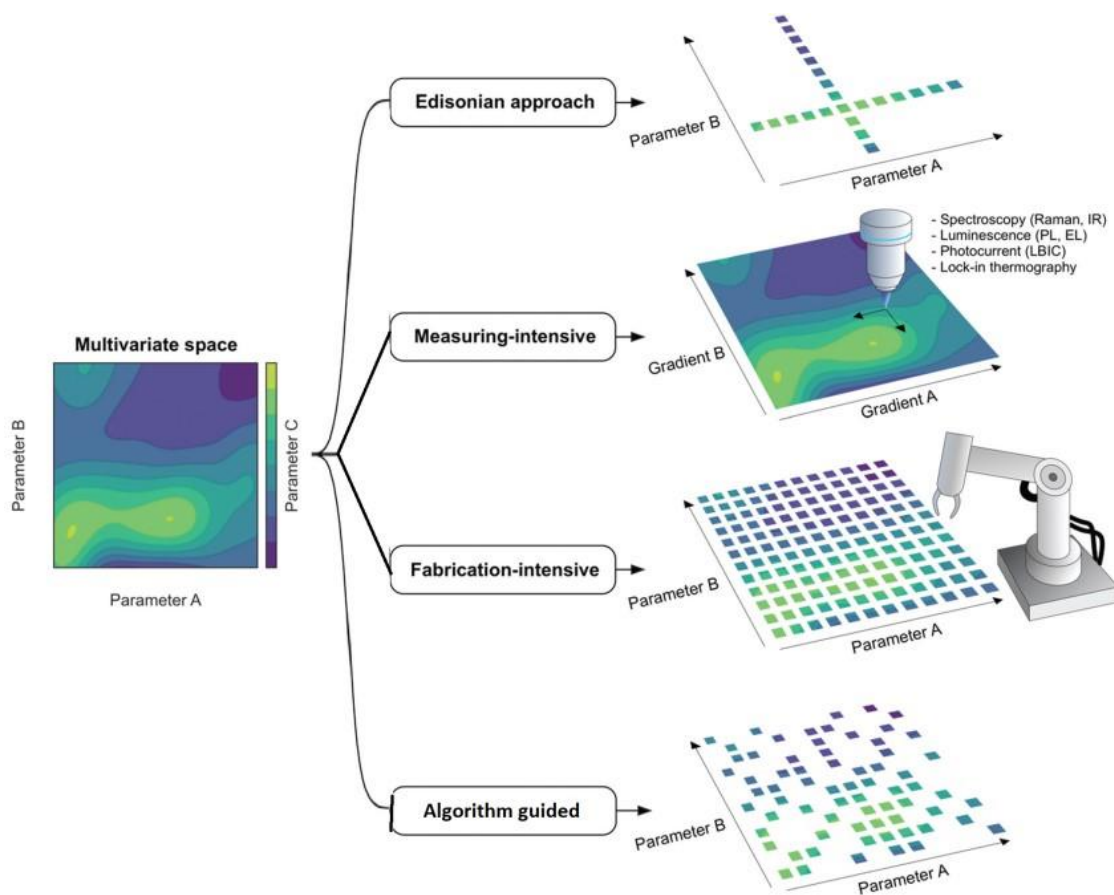 Edisonian approach
Parameter B
Parameter A
- Spectroscopy (Raman, IR)
- Luminescence (PL, EL)
- Photocurrent (LBIC)
- Lock-in thermography
Measuring-intensive
Gradient B
Gradient A
Multivariate space
Parameter B
Parameter C
Parameter A
Fabrication-intensive
Parameter B
Parameter A
Algorithm guided
Parameter B
Parameter A